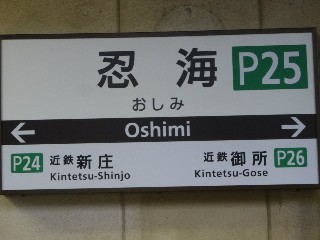 忍海 P25
おしみ
← Oshimi →
P24 近鉄新庄 近鉄御所 P26
Kintetsu-Shinjo Kintetsu-Gose